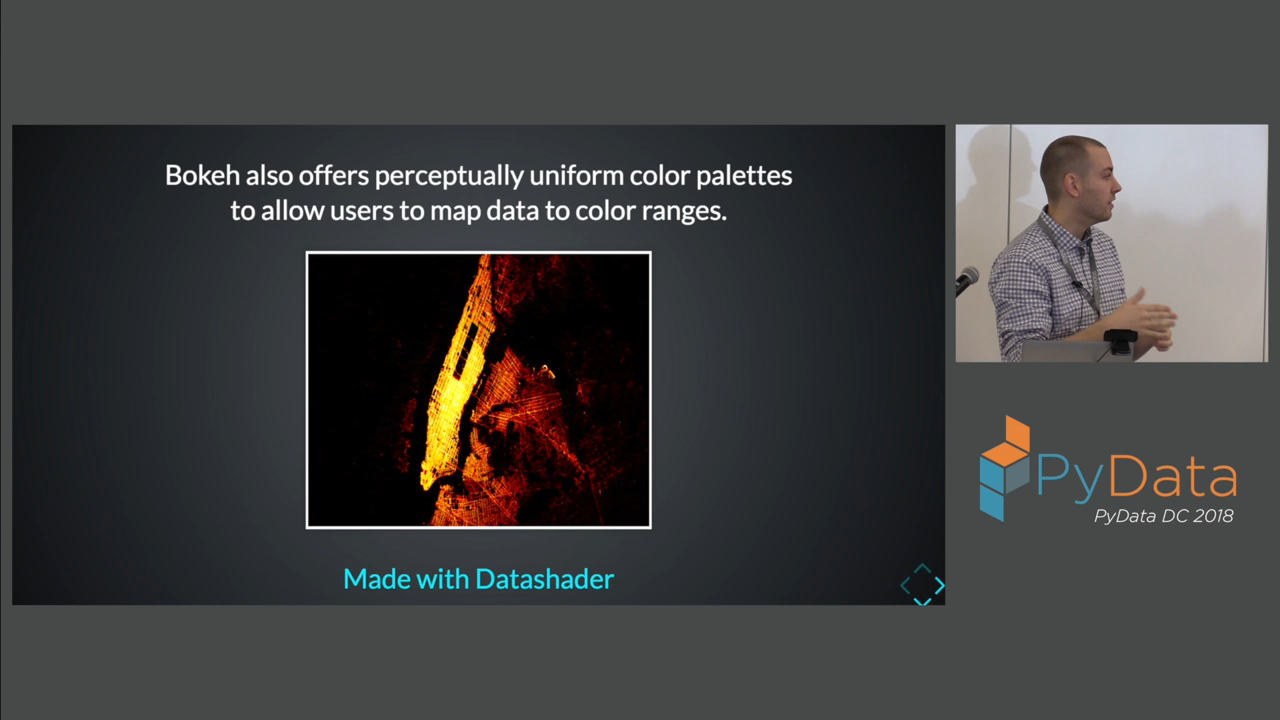 Bokeh also offers perceptually uniform color palettes
to allow users to map data to color ranges.
Made with Datashader
PyData
PyData DC 2018